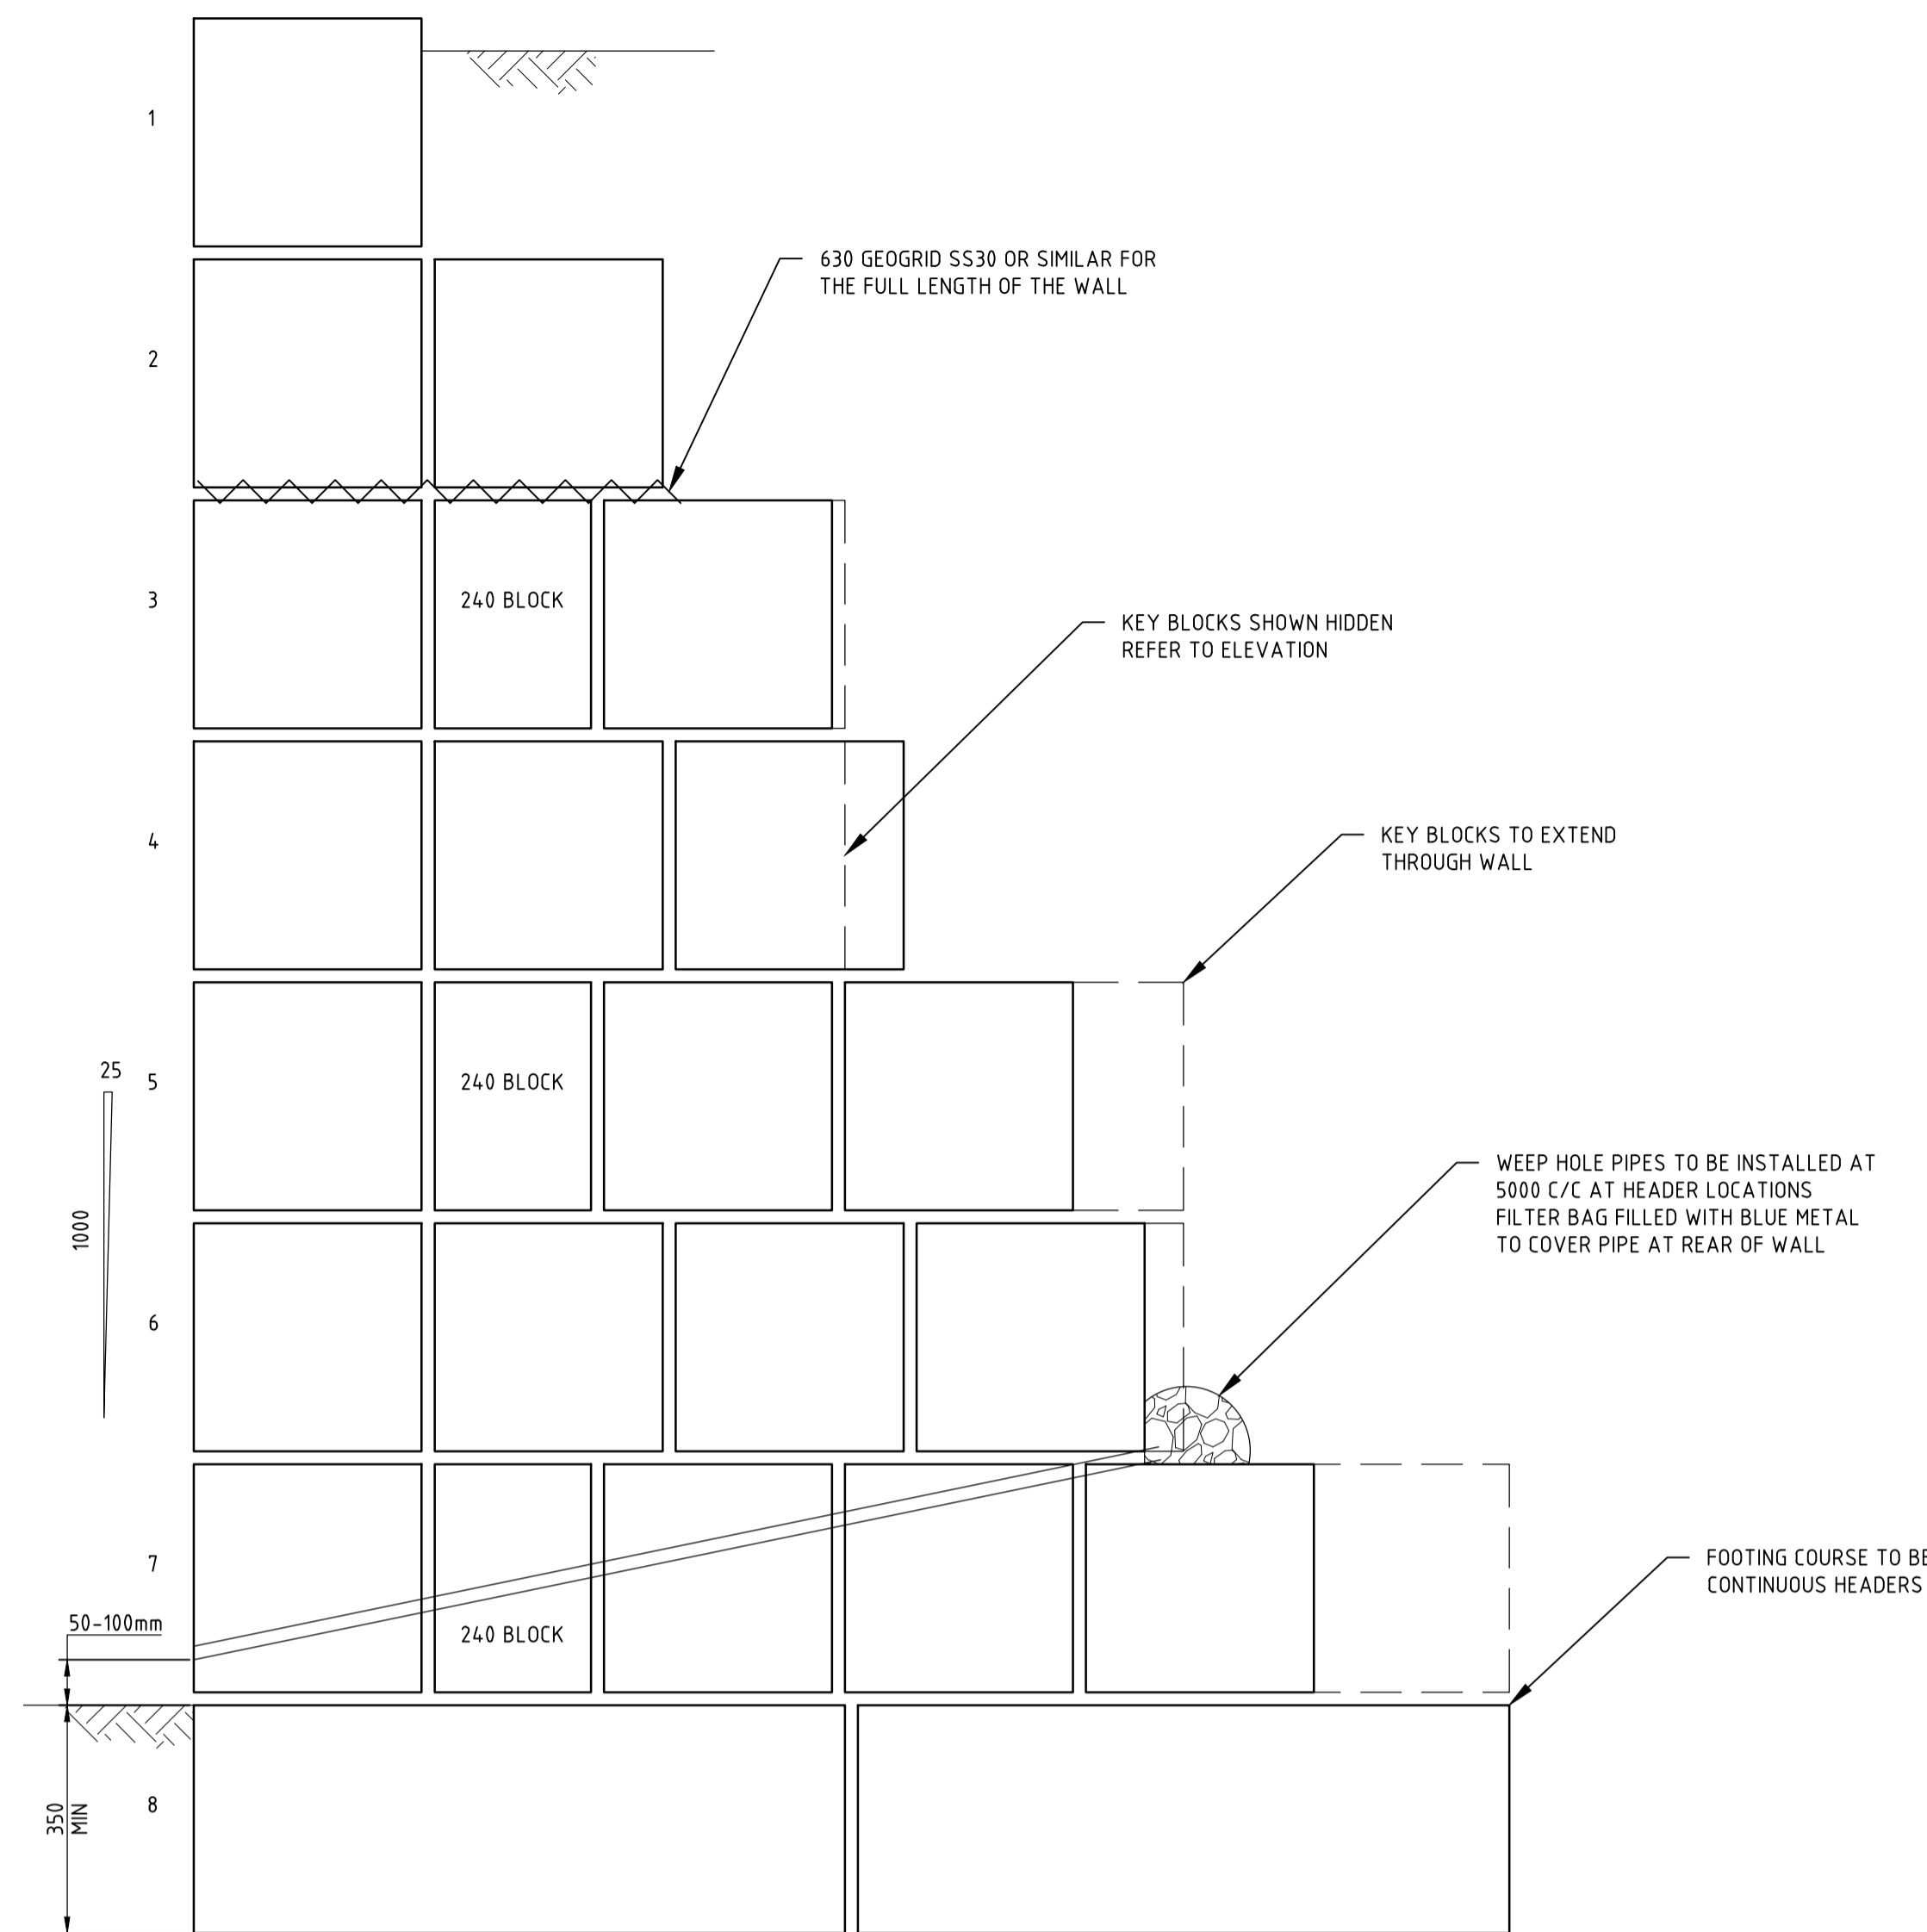 1
2
630 GEOGRID SS30 OR SIMILAR FOR
THE FULL LENGTH OF THE WALL
3
240 BLOCK
KEY BLOCKS SHOWN HIDDEN
REFER TO ELEVATION
4
KEY BLOCKS TO EXTEND
THROUGH WALL
25
5
240 BLOCK
1000
WEEP HOLE PIPES TO BE INSTALLED AT
5000 C/C AT HEADER LOCATIONS
FILTER BAG FILLED WITH BLUE METAL
TO COVER PIPE AT REAR OF WALL
6
7
50-100mm
240 BLOCK
FOOTING COURSE TO BE
CONTINUOUS HEADERS
350
MIN
8